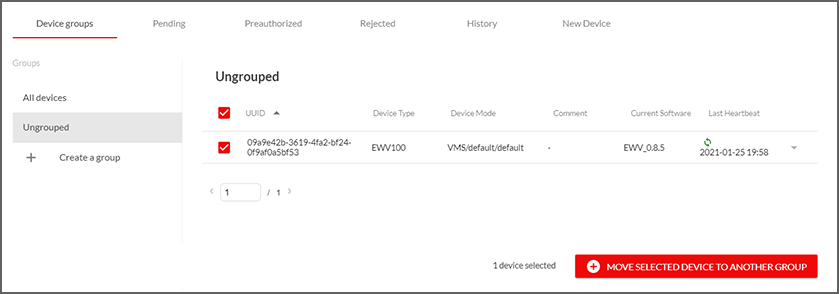 Device groups Pending Preauthorized Rejected History New Device
Groups
All devices
Ungrouped
Create a group
Ungrouped
UUID Device Type Device Mode Comment Current Software Last Heartbeat
09a9e42b-3619-4fa2-bf24-
0f9af0a5bf53
EWV100 VMS/default/default - EWV_0.8.5
2021-01-25 19:58
1 / 1
1 device selected
MOVE SELECTED DEVICE TO ANOTHER GROUP